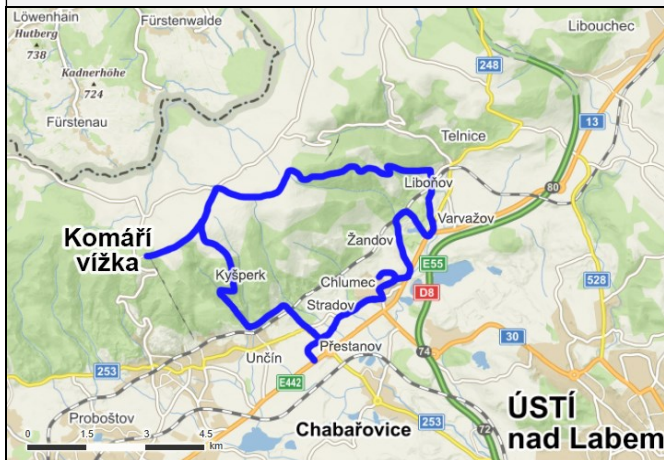 Löwenhain
Fürstenwalde
Hutberg
738
Kadnerhöhe
724
Fürstenau
Libouchec
248
13
Telnice
Liboňov
80
Varvažov
Žandov
Komáří
vížka
Kyšperk
Chlumec
E55
D8
528
Stradov
30
Přestanov
Unčín
74
253
E442
ÚSTÍ
nad Labem
Proboštov
Chabařovice
253
72
0 1.5 3 4.5
km